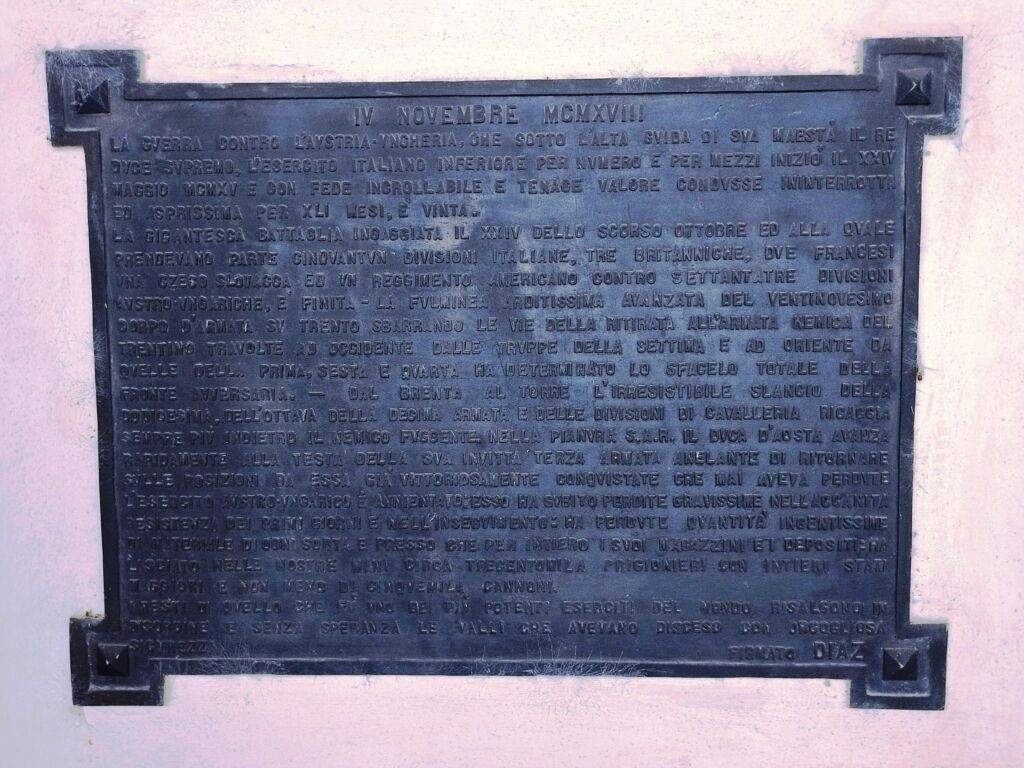 IV NOVEMBRE MCMXVIII
LA GVERRA CONTRO L'AVSTRIA-VNGHERIA, CHE SOTTO L'ALTA GVIDA DI SVA MAESTÀ IL RE
DVCE SVPREMO, L'ESERCITO ITALIANO INFERIORE PER NVMERO E PER MEZZI INIZIÒ IL XXIV
MAGGIO MCMXV E CON FEDE INCROLLABILE E TENACE VALORE CONDVSSE ININTERROTTA
ED ASPRISSIMA PER XLI MESI, È VINTA.
LA GIGANTESCA BATTAGLIA INGAGGIATA IL XXIV DELLO SCORSO OTTOBRE ED ALLA QVALE
PRENDEVANO PARTE CINQVANTVN DIVISIONI ITALIANE, TRE BRITANNICHE, DVE FRANCESI
VNA CZECO SLOVACCA ED VN REGGIMENTO AMERICANO CONTRO SETTANTATRE DIVISIONI
AVSTRO-VNGARICHE, È FINITA - LA FVLMINEA ARDITISSIMA AVANZATA DEL VENTINOVESIMO
CORPO D'ARMATA SV TRENTO SBARRANDO LE VIE DELLA RITIRATA ALL'ARMATA NEMICA DEL
TRENTINO TRAVOLTE AD OCCIDENTE DALLE TRVPPE DELLA SETTIMA E AD ORIENTE DA
QVELLE DELLA PRIMA, SESTA E QVARTA HA DETERMINATO LO SFACELO TOTALE DELLA
FRONTE AVVERSARIA. — DAL BRENTA AL TORRE L'IRRESISTIBILE SLANCIO DELLA
DODICESIMA, DELL'OTTAVA DELLA DECIMA ARMATA E DELLE DIVISIONI DI CAVALLERIA RICACCIA
SEMPRE PIÙ INDIETRO IL NEMICO FVGGENTE. NELLA PIANVRA S.A.R. IL DVCA D'AOSTA AVANZA
RAPIDAMENTE ALLA TESTA DELLA SVA INVITTA TERZA ARMATA ANELANTE DI RITORNARE
SVLLE POSIZIONI DA ESSA GIÀ VITTORIOSAMENTE CONQVISTATE CHE MAI AVEVA PERDVTE
L'ESERCITO AVSTRO-VNGARICO È ANNIENTATO; ESSO HA SVBITO PERDITE GRAVISSIME NELL'ACCANITA
RESISTENZA DEI PRIMI GIORNI E NELL'INSEGVIMENTO: HA PERDVTE QVANTITÀ INGENTISSIME
DI MATERIALE DI OGNI SORTA E PRESSO CHE PER INTIERO I SVOI MAGAZZINI E I DEPOSITI: HA
LASCIATO NELLE NOSTRE MANI CIRCA TRECENTOMILA PRIGIONIERI CON INTIERI STATI
MAGGIORI E NON MENO DI CINQVEMILA CANNONI.
I RESTI DI QVELLO CHE FV VNO DEI PIÙ POTENTI ESERCITI DEL MONDO RISALGONO IN
DISORDINE E SENZA SPERANZA LE VALLI CHE AVEVANO DISCESO CON ORGOGLIOSA
SICVREZZA.
FIRMATO DIAZ